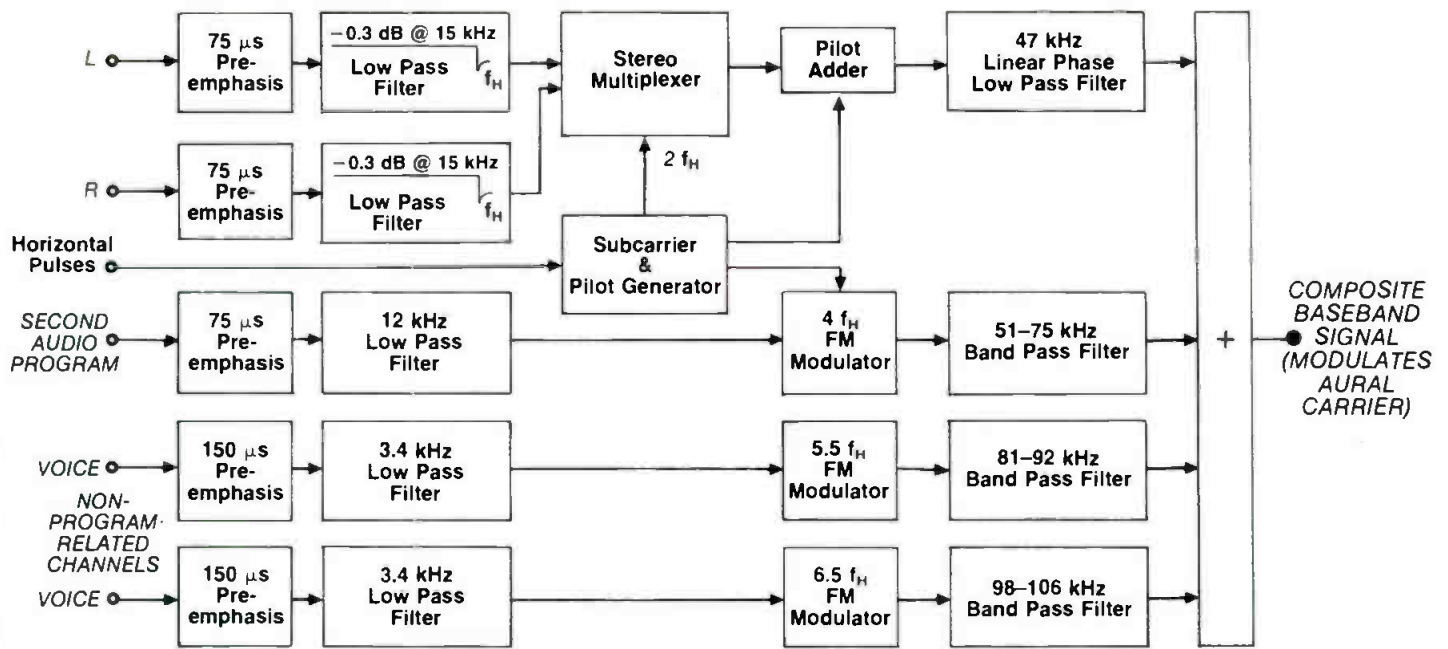 L
75 μs
Pre-
emphasis
−0.3 dB @ 15 kHz
Low Pass
Filter
fH
Stereo
Multiplexer
Pilot
Adder
47 kHz
Linear Phase
Low Pass Filter
R
75 μs
Pre-
emphasis
−0.3 dB @ 15 kHz
Low Pass
Filter
fH
2 fH
Horizontal
Pulses
Subcarrier
&
Pilot Generator
SECOND
AUDIO
PROGRAM
75 μs
Pre-
emphasis
12 kHz
Low Pass
Filter
4 fH
FM
Modulator
51–75 kHz
Band Pass Filter
+
COMPOSITE
BASEBAND
SIGNAL
(MODULATES
AURAL
CARRIER)
VOICE
150 μs
Pre-
emphasis
3.4 kHz
Low Pass
Filter
5.5 fH
FM
Modulator
81–92 kHz
Band Pass Filter
NON-
PROGRAM-
RELATED
CHANNELS
VOICE
150 μs
Pre-
emphasis
3.4 kHz
Low Pass
Filter
6.5 fH
FM
Modulator
98–106 kHz
Band Pass Filter